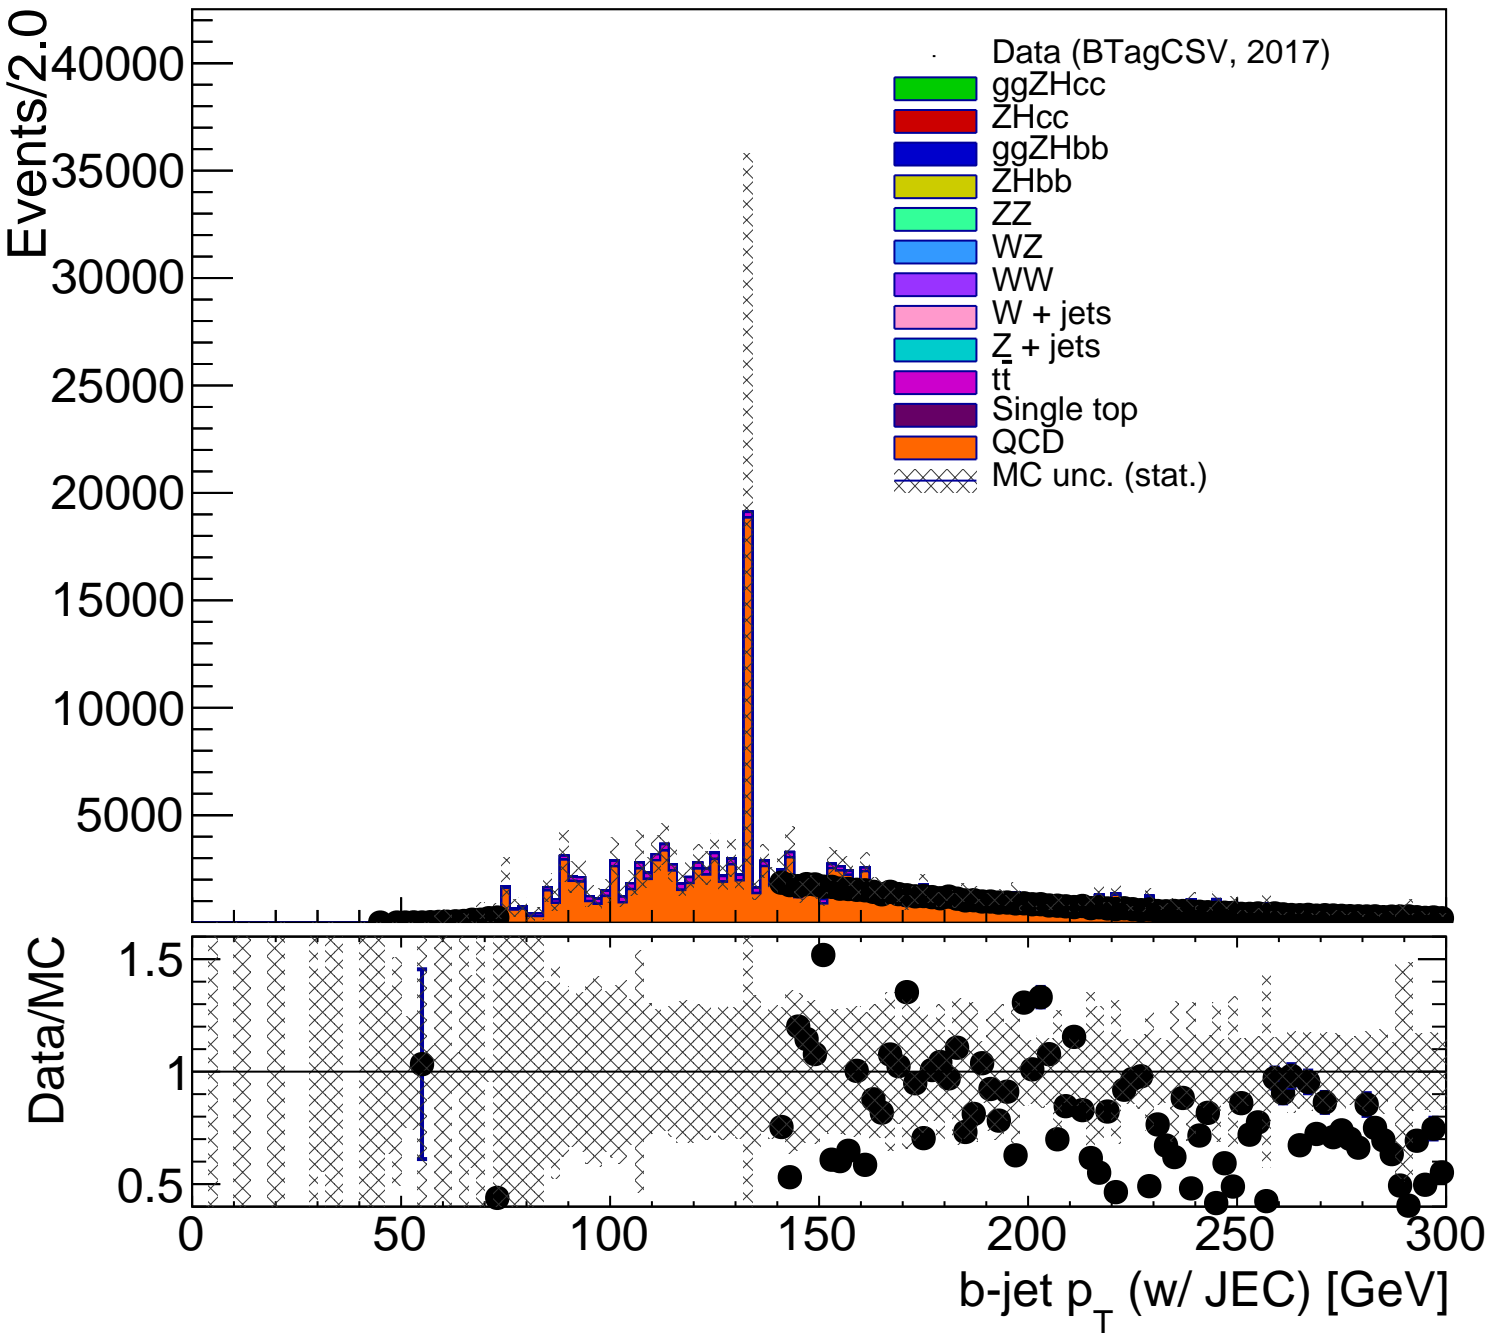 Events/2.0
40000
35000
30000
25000
20000
15000
10000
5000
Data (BTagCSV, 2017)
ggZHcc
ZHcc
ggZHbb
ZHbb
ZZ
WZ
WW
W + jets
Z + jets
tt̄
Single top
QCD
MC unc. (stat.)
Data/MC
1.5
1
0.5
0 50 100 150 200 250 300
b-jet p_T (w/ JEC) [GeV]